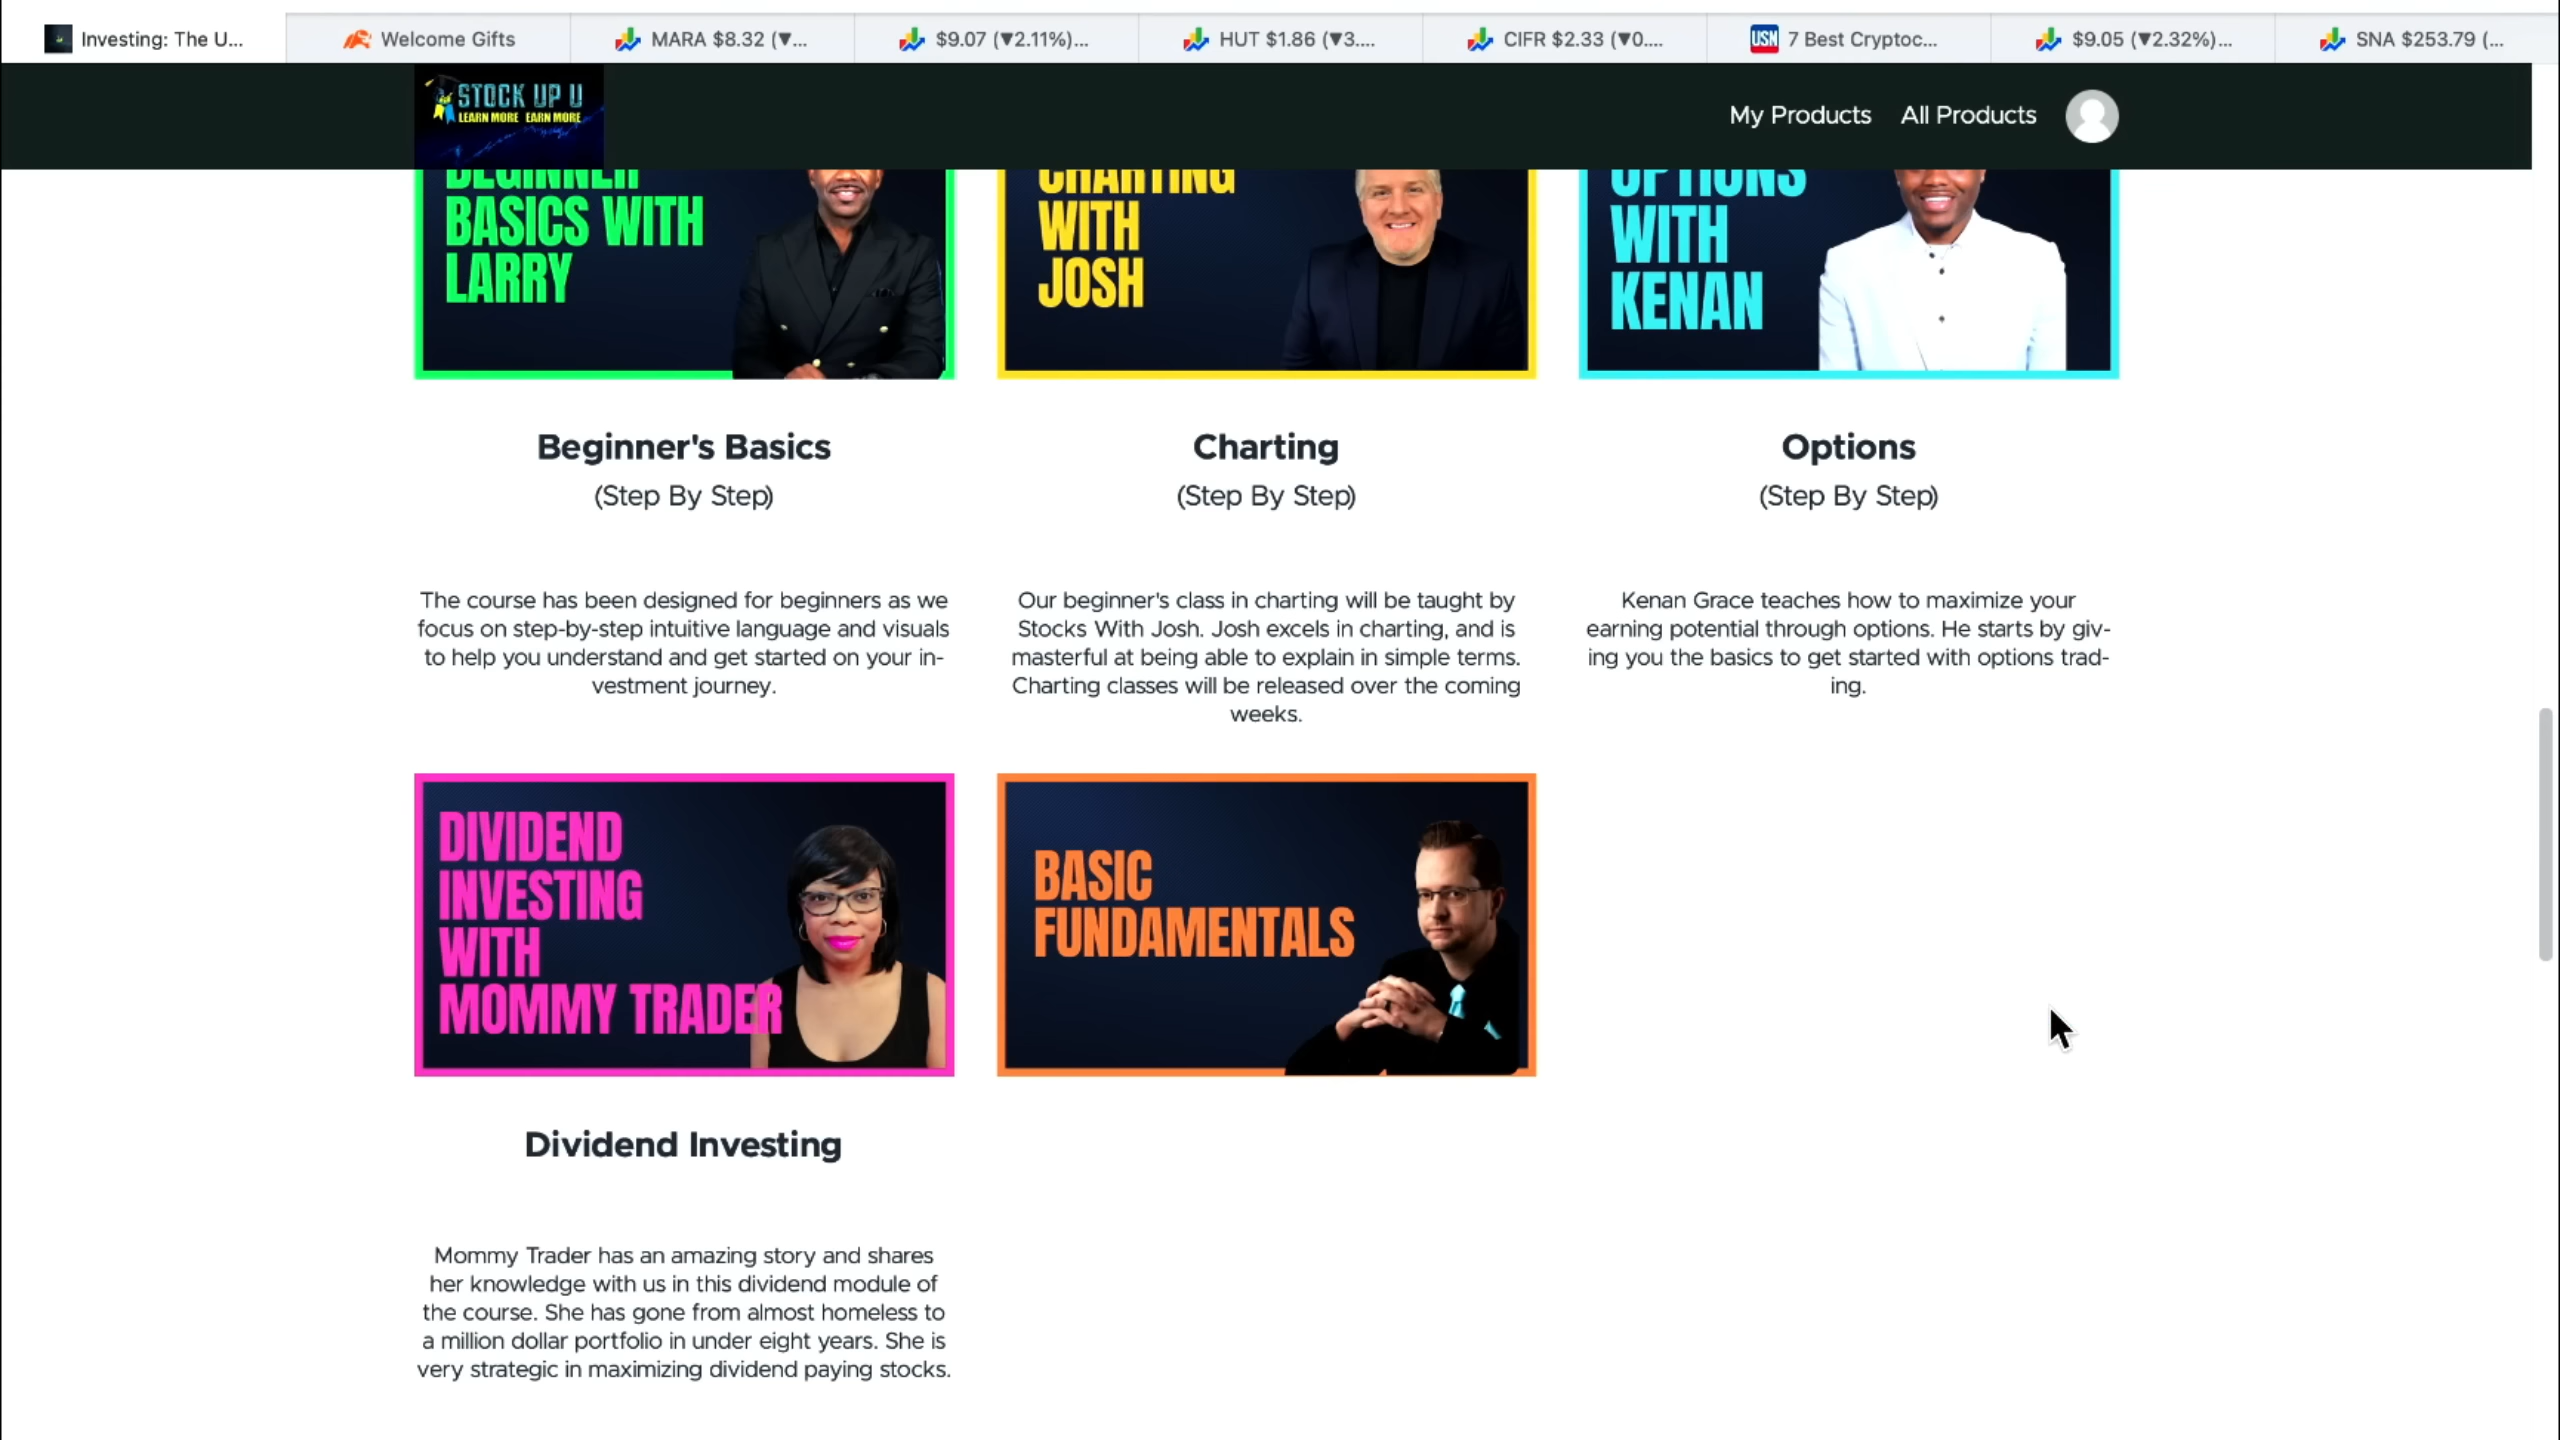 Investing: The U...
Welcome Gifts
MARA $8.32 (▼...
$9.07 (▼2.11%)...
HUT $1.86 (▼3....
CIFR $2.33 (▼0....
USN 7 Best Cryptoc...
$9.05 (▼2.32%)...
SNA $253.79 (...
STOCK UP U
LEARN MORE EARN MORE
My Products
All Products
BEGINNER
BASICS WITH
LARRY
CHARTING
WITH
JOSH
OPTIONS
WITH
KENAN
Beginner's Basics
(Step By Step)
The course has been designed for beginners as we
focus on step-by-step intuitive language and visuals
to help you understand and get started on your in-
vestment journey.
Charting
(Step By Step)
Our beginner's class in charting will be taught by
Stocks With Josh. Josh excels in charting, and is
masterful at being able to explain in simple terms.
Charting classes will be released over the coming
weeks.
Options
(Step By Step)
Kenan Grace teaches how to maximize your
earning potential through options. He starts by giv-
ing you the basics to get started with options trad-
ing.
DIVIDEND
INVESTING
WITH
MOMMY TRADER
BASIC
FUNDAMENTALS
Dividend Investing
Mommy Trader has an amazing story and shares
her knowledge with us in this dividend module of
the course. She has gone from almost homeless to
a million dollar portfolio in under eight years. She is
very strategic in maximizing dividend paying stocks.